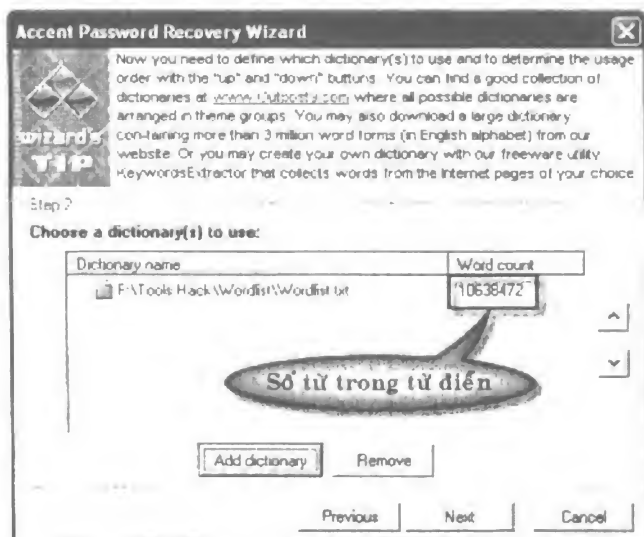 Accent Password Recovery Wizard
Now you need to define which dictionary(s) to use and to determine the usage
order with the "up" and "down" buttons. You can find a good collection of
dictionaries at where all possible dictionaries are
arranged in theme groups. You may also download a large dictionary
containing more than 3 million word forms (in English alphabet) from our
website. Or you may create your own dictionary with our freeware utility
KeywordsExtractor that collects words from the Internet pages of your choice
wizard's
TIP
Step 2
Choose a dictionary(s) to use:
Dictionary name Word count
F:\Tools Hack\Wordlist\Wordlist.txt 10638472
Số từ trong từ điển
Add dictionary Remove
Previous Next Cancel